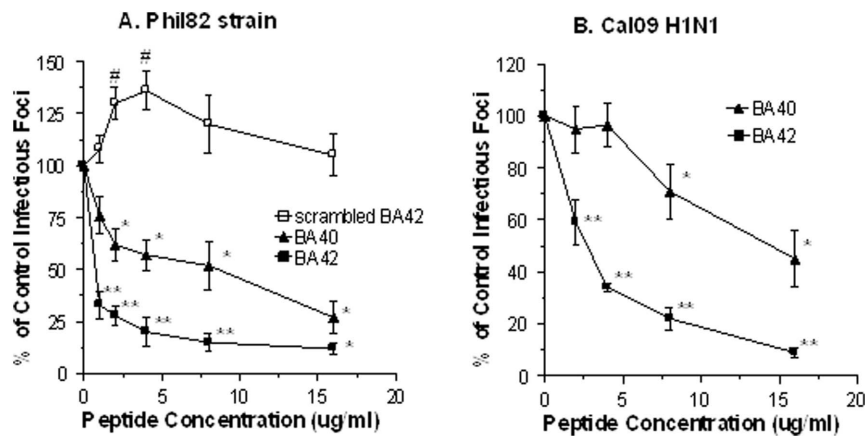 A. Phil82 strain
% of Control Infectious Foci
150
125
100
75
50
25
0
# #
scrambled BA42
BA40
BA42
* * * *
** ** ** ** *
0 5 10 15 20
Peptide Concentration (ug/ml)
B. Cal09 H1N1
% of Control Infectious Foci
120
100
80
60
40
20
0
BA40
BA42
* *
** ** ** **
0 5 10 15 20
Peptide Concentration (ug/ml)